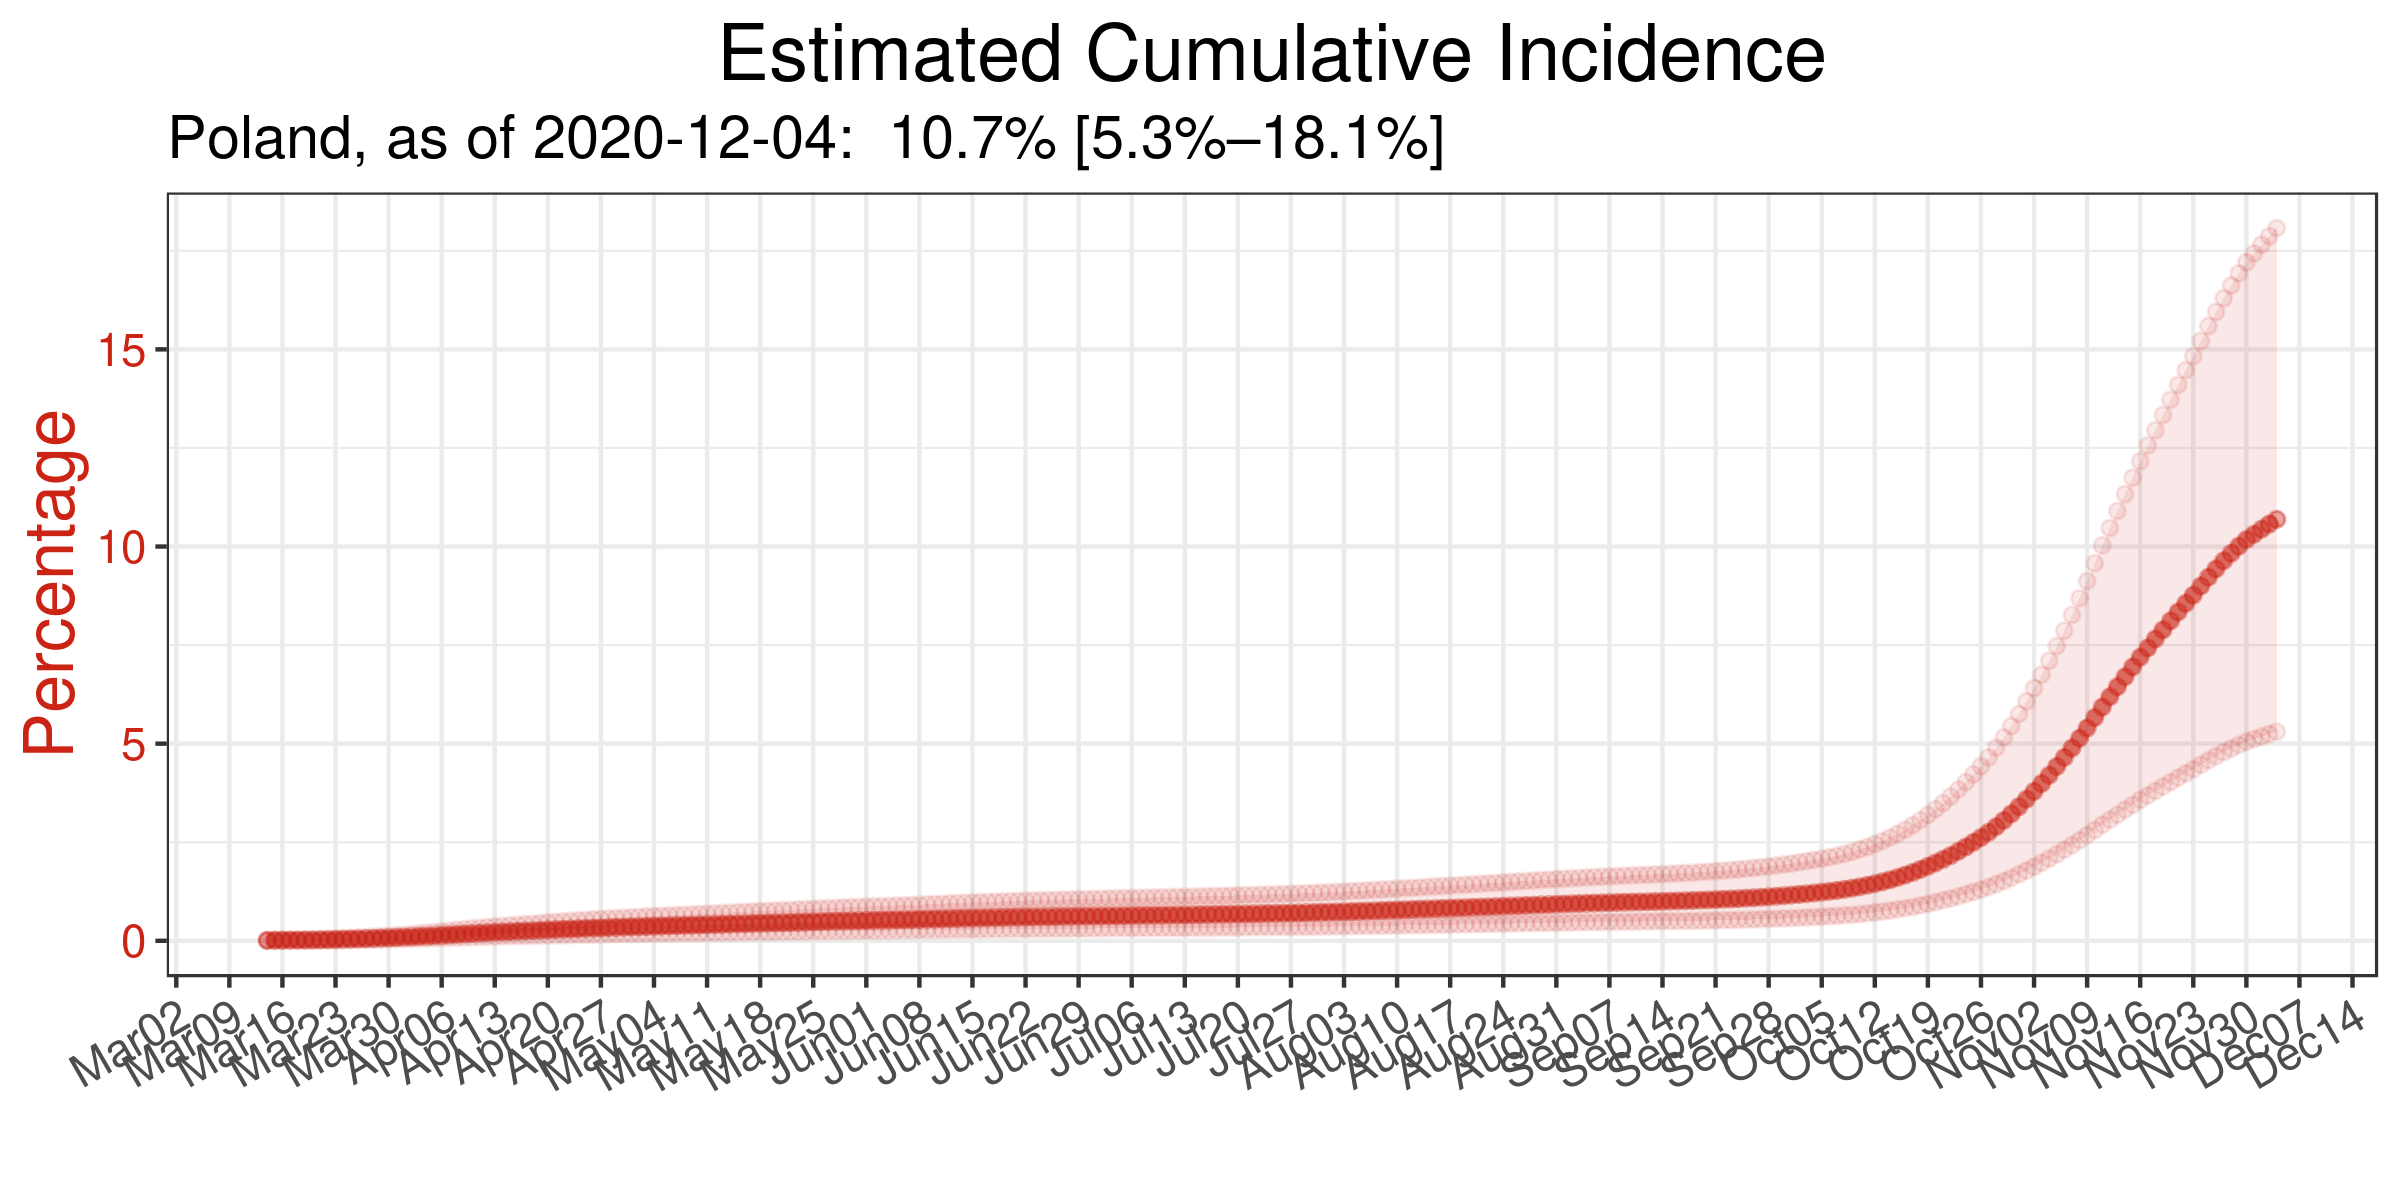 Estimated Cumulative Incidence
Poland, as of 2020-12-04:  10.7% [5.3%–18.1%]
Percentage
15
10
5
0
Mar02
Mar09
Mar16
Mar23
Mar30
Apr06
Apr13
Apr20
Apr27
May04
May11
May18
May25
Jun01
Jun08
Jun15
Jun22
Jun29
Jul06
Jul13
Jul20
Jul27
Aug03
Aug10
Aug17
Aug24
Aug31
Sep07
Sep14
Sep21
Sep28
Oct05
Oct12
Oct19
Oct26
Nov02
Nov09
Nov16
Nov23
Nov30
Dec07
Dec14